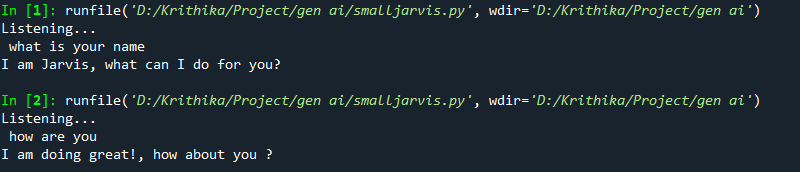 In [1]: runfile('D:/Krithika/Project/gen ai/smalljarvis.py', wdir='D:/Krithika/Project/gen ai')
Listening...
 what is your name
I am Jarvis, what can I do for you?
In [2]: runfile('D:/Krithika/Project/gen ai/smalljarvis.py', wdir='D:/Krithika/Project/gen ai')
Listening...
 how are you
I am doing great!, how about you ?